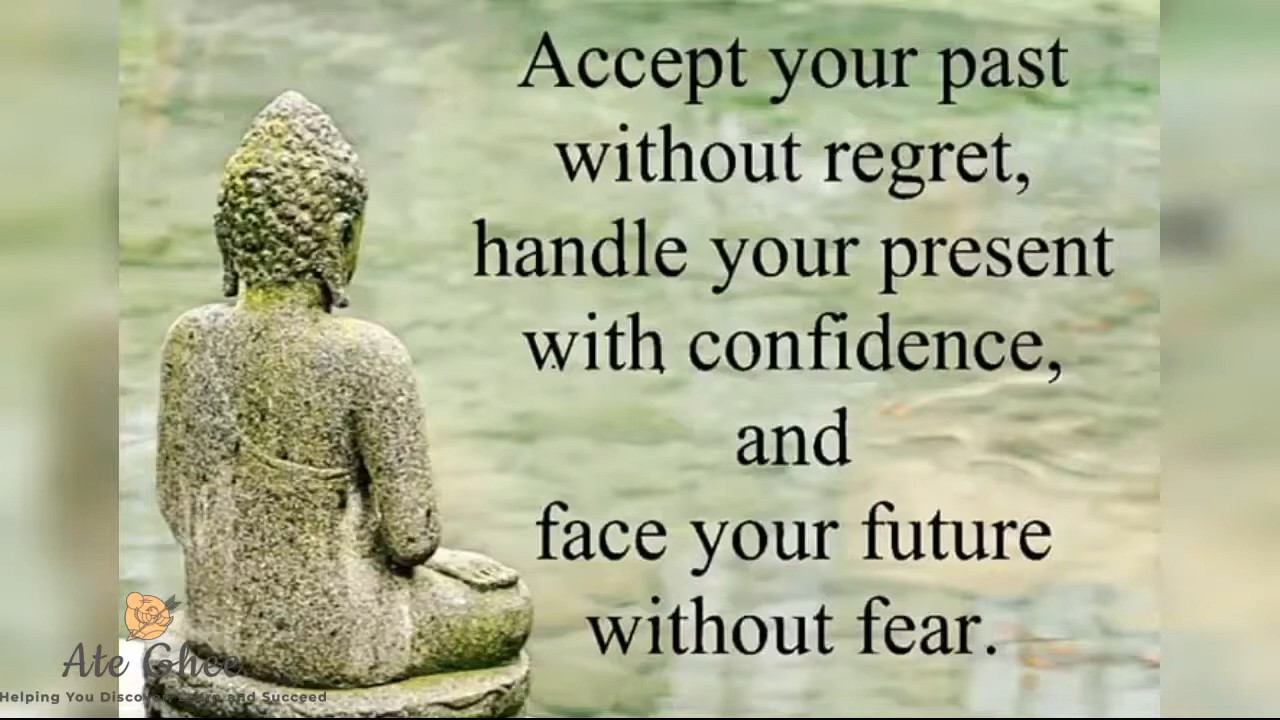 Accept your past
without regret,
handle your present
with confidence,
and
face your future
without fear.
Ate Ghee
Helping You Discover and Succeed